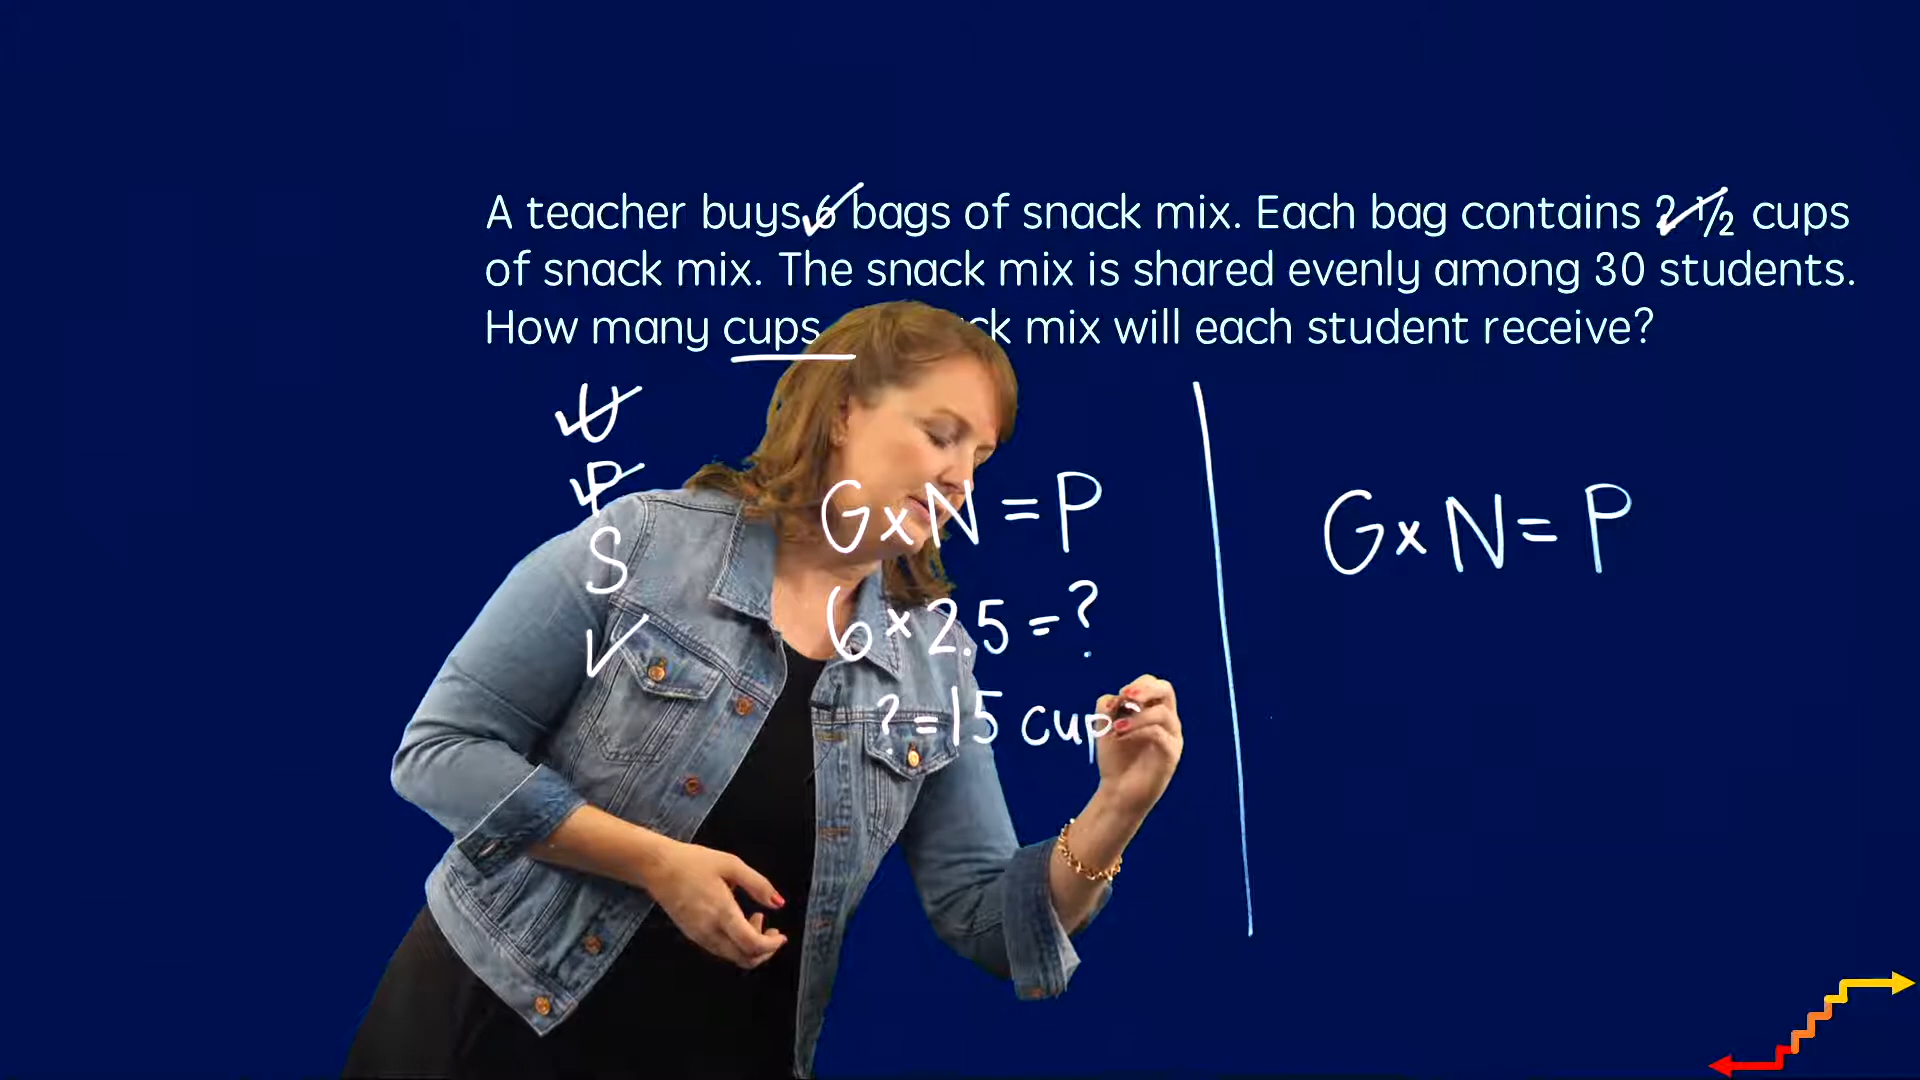 A teacher buys 6 bags of snack mix. Each bag contains 2 ½ cups
of snack mix. The snack mix is shared evenly among 30 students.
How many cups ck mix will each student receive?
U
P
S
✓
G x N = P
6 x 2.5 = ?
? = 15 cup
G x N = P